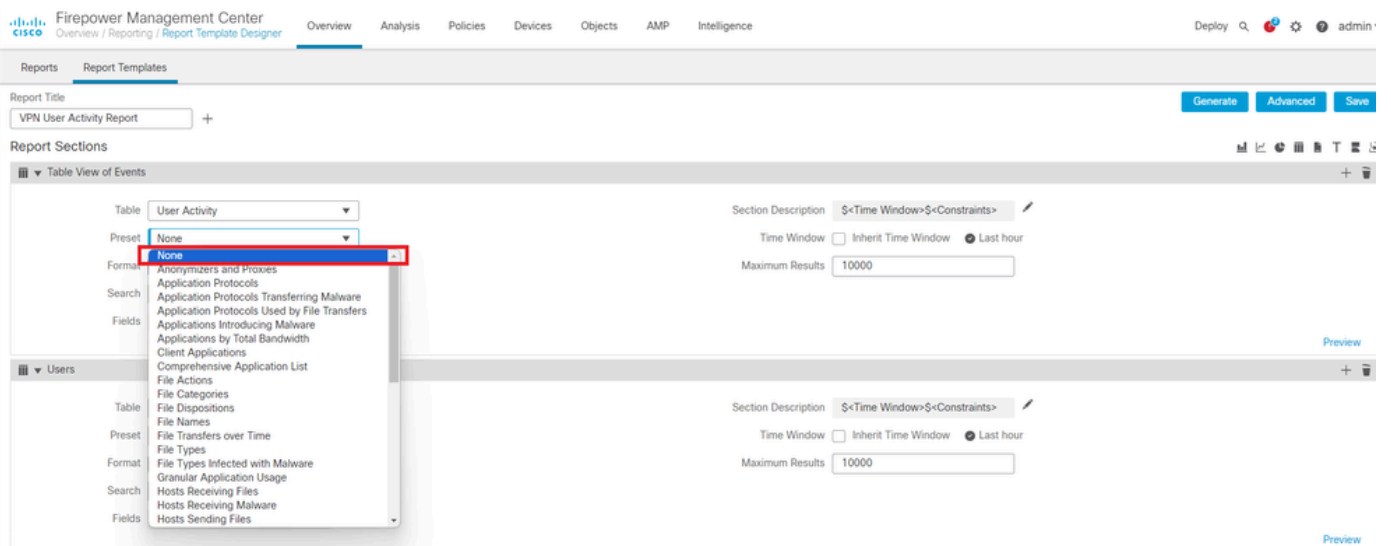 Firepower Management Center
CISCO Overview / Reporting / Report Template Designer
Overview Analysis Policies Devices Objects AMP Intelligence
Deploy 2 admin
Reports Report Templates
Report Title
VPN User Activity Report
Generate Advanced Save
Report Sections
Table View of Events
Table User Activity
Section Description $<Time Window>$<Constraints>
Preset None
Time Window Inherit Time Window Last hour
None
Format Anonymizers and Proxies
Maximum Results 10000
Application Protocols
Search Application Protocols Transferring Malware
Application Protocols Used by File Transfers
Fields Applications Introducing Malware
Applications by Total Bandwidth
Preview
Client Applications
Comprehensive Application List
Users
File Actions
File Categories
Table File Dispositions
Section Description $<Time Window>$<Constraints>
File Names
Preset File Transfers over Time
Time Window Inherit Time Window Last hour
File Types
Format File Types Infected with Malware
Maximum Results 10000
Granular Application Usage
Search Hosts Receiving Files
Hosts Receiving Malware
Fields Hosts Sending Files
Preview